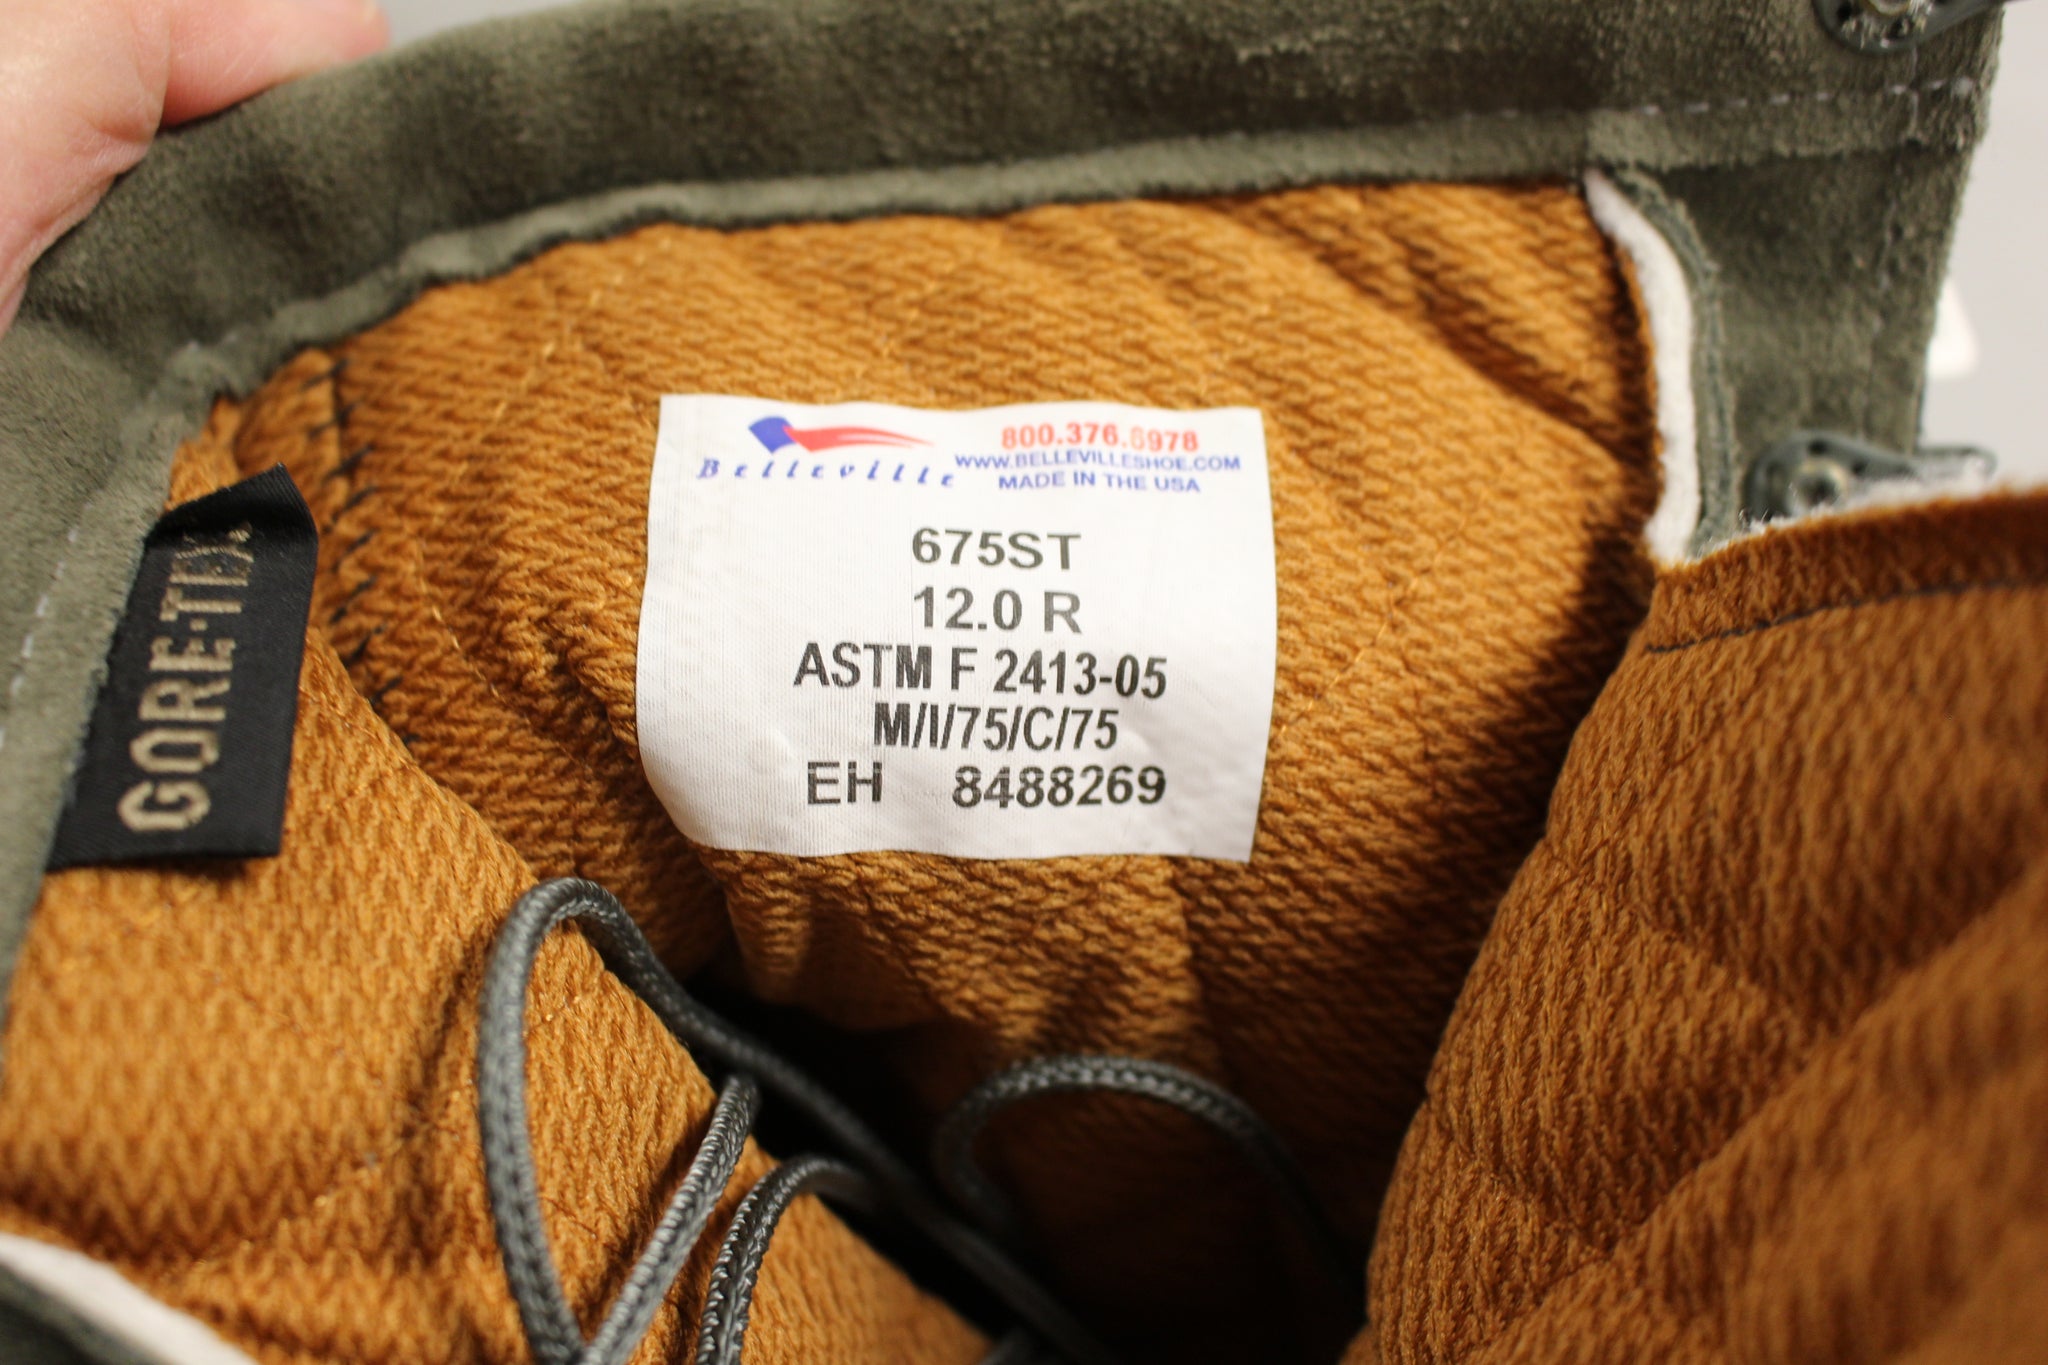 Belleville
800.376.6978
WWW.BELLEVILLESHOE.COM
MADE IN THE USA
675ST
12.0 R
ASTM F 2413-05
M/I/75/C/75
EH 8488269
GORE-TEX